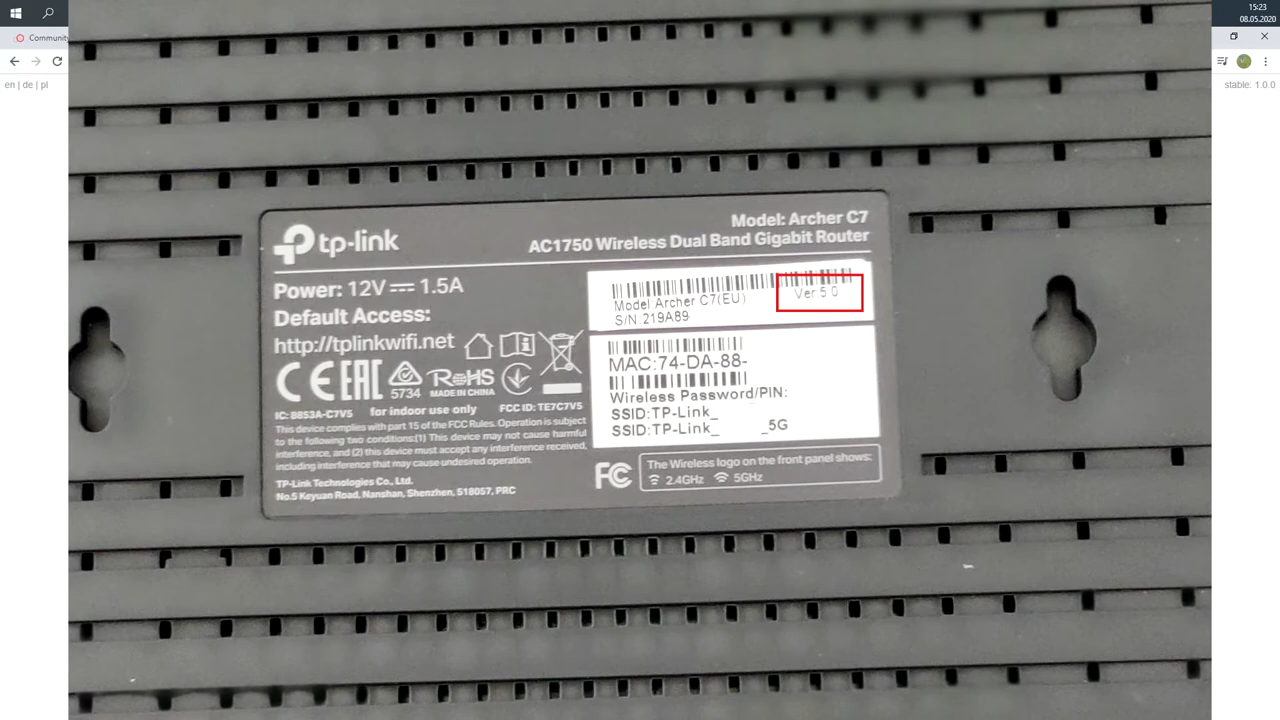 15:23
08.05.2020
Community
en | de | pl
stable: 1.0.0
tp-link
Model: Archer C7
AC1750 Wireless Dual Band Gigabit Router
Power: 12V 1.5A
Default Access:
http://tplinkwifi.net
CE EAC 5734 RoHS
MADE IN CHINA
IC: 8853A-C7V5 for indoor use only FCC ID: TE7C7V5
This device complies with part 15 of the FCC Rules. Operation is subject
to the following two conditions:(1) This device may not cause harmful
interference, and (2) this device must accept any interference received,
including interference that may cause undesired operation.
TP-Link Technologies Co., Ltd.
No.5 Keyuan Road, Nanshan, Shenzhen, 518057, PRC
Ver 5.0
Model:Archer C7(EU)
S/N:219A89
MAC:74-DA-88-
Wireless Password/PIN:
SSID:TP-Link_
SSID:TP-Link_ _5G
FC
The Wireless logo on the front panel shows:
2.4GHz 5GHz